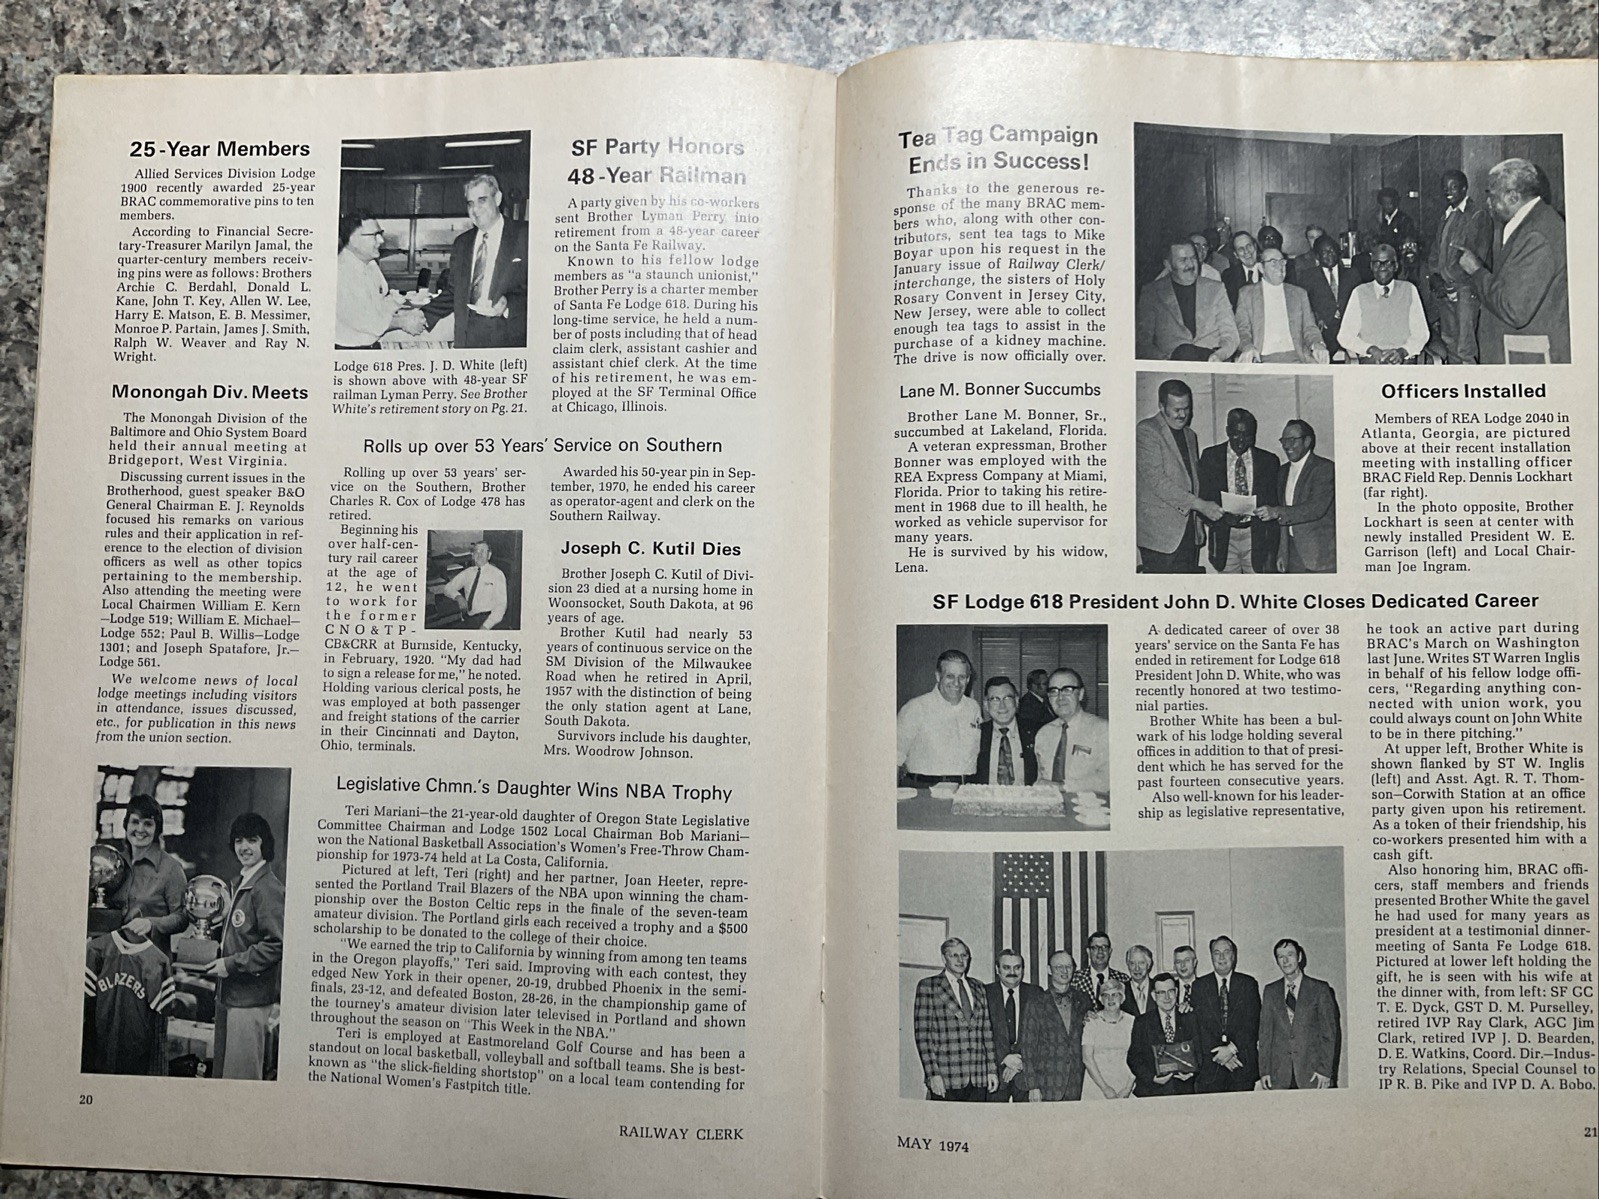 25-Year Members
Allied Services Division Lodge
1900 recently awarded 25-year
BRAC commemorative pins to ten
members.
According to Financial Secre-
tary-Treasurer Marilyn Jamal, the
quarter-century members receiv-
ing pins were as follows: Brothers
Archie C. Berdahl, Donald L.
Kane, John T. Key, Allen W. Lee,
Harry E. Matson, E. B. Messimer,
Monroe P. Partain, James J. Smith,
Ralph W. Weaver and Ray N.
Wright.
Monongah Div. Meets
The Monongah Division of the
Baltimore and Ohio System Board
held their annual meeting at
Bridgeport, West Virginia.
Discussing current issues in the
Brotherhood, guest speaker B&O
General Chairman E. J. Reynolds
focused his remarks on various
rules and their application in ref-
erence to the election of division
officers as well as other topics
pertaining to the membership.
Also attending the meeting were
Local Chairmen William E. Kern
—Lodge 519; William E. Michael—
Lodge 552; Paul B. Willis—Lodge
1301; and Joseph Spatafore, Jr.—
Lodge 561.
We welcome news of local
lodge meetings including visitors
in attendance, issues discussed,
etc., for publication in this news
from the union section.
Lodge 618 Pres. J. D. White (left)
is shown above with 48-year SF
railman Lyman Perry. See Brother
White's retirement story on Pg. 21.
SF Party Honors
48-Year Railman
A party given by his co-workers
sent Brother Lyman Perry into
retirement from a 48-year career
on the Santa Fe Railway.
Known to his fellow lodge
members as "a staunch unionist,"
Brother Perry is a charter member
of Santa Fe Lodge 618. During his
long-time service, he held a num-
ber of posts including that of head
claim clerk, assistant cashier and
assistant chief clerk. At the time
of his retirement, he was em-
ployed at the SF Terminal Office
at Chicago, Illinois.
Rolls up over 53 Years' Service on Southern
Rolling up over 53 years' ser-
vice on the Southern, Brother
Charles R. Cox of Lodge 478 has
retired.
Beginning his
over half-cen-
tury rail career
at the age of
12, he went
to work for
the former
CNO&TP-
CB&CRR at Burnside, Kentucky,
in February, 1920. "My dad had
to sign a release for me," he noted.
Holding various clerical posts, he
was employed at both passenger
and freight stations of the carrier
in their Cincinnati and Dayton,
Ohio, terminals.
Awarded his 50-year pin in Sep-
tember, 1970, he ended his career
as operator-agent and clerk on the
Southern Railway.
Joseph C. Kutil Dies
Brother Joseph C. Kutil of Divi-
sion 23 died at a nursing home in
Woonsocket, South Dakota, at 96
years of age.
Brother Kutil had nearly 53
years of continuous service on the
SM Division of the Milwaukee
Road when he retired in April,
1957 with the distinction of being
the only station agent at Lane,
South Dakota.
Survivors include his daughter,
Mrs. Woodrow Johnson.
BLAZERS
Legislative Chmn.'s Daughter Wins NBA Trophy
Teri Mariani—the 21-year-old daughter of Oregon State Legislative
Committee Chairman and Lodge 1502 Local Chairman Bob Mariani—
won the National Basketball Association's Women's Free-Throw Cham-
pionship for 1973-74 held at La Costa, California.
Pictured at left, Teri (right) and her partner, Joan Heeter, repre-
sented the Portland Trail Blazers of the NBA upon winning the cham-
pionship over the Boston Celtic reps in the finale of the seven-team
amateur division. The Portland girls each received a trophy and a $500
scholarship to be donated to the college of their choice.
"We earned the trip to California by winning from among ten teams
in the Oregon playoffs," Teri said. Improving with each contest, they
edged New York in their opener, 20-19, drubbed Phoenix in the semi-
finals, 23-12, and defeated Boston, 28-26, in the championship game of
the tourney's amateur division later televised in Portland and shown
throughout the season on "This Week in the NBA."
Teri is employed at Eastmoreland Golf Course and has been a
standout on local basketball, volleyball and softball teams. She is best-
known as "the slick-fielding shortstop" on a local team contending for
the National Women's Fastpitch title.
20
RAILWAY CLERK
Tea Tag Campaign
Ends in Success!
Thanks to the generous re-
sponse of the many BRAC mem-
bers who, along with other con-
tributors, sent tea tags to Mike
Boyar upon his request in the
January issue of Railway Clerk/
interchange, the sisters of Holy
Rosary Convent in Jersey City,
New Jersey, were able to collect
enough tea tags to assist in the
purchase of a kidney machine.
The drive is now officially over.
Lane M. Bonner Succumbs
Brother Lane M. Bonner, Sr.,
succumbed at Lakeland, Florida.
A veteran expressman, Brother
Bonner was employed with the
REA Express Company at Miami,
Florida. Prior to taking his retire-
ment in 1968 due to ill health, he
worked as vehicle supervisor for
many years.
He is survived by his widow,
Lena.
Officers Installed
Members of REA Lodge 2040 in
Atlanta, Georgia, are pictured
above at their recent installation
meeting with installing officer
BRAC Field Rep. Dennis Lockhart
(far right).
In the photo opposite, Brother
Lockhart is seen at center with
newly installed President W. E.
Garrison (left) and Local Chair-
man Joe Ingram.
SF Lodge 618 President John D. White Closes Dedicated Career
A dedicated career of over 38
years' service on the Santa Fe has
ended in retirement for Lodge 618
President John D. White, who was
recently honored at two testimo-
nial parties.
Brother White has been a bul-
wark of his lodge holding several
offices in addition to that of presi-
dent which he has served for the
past fourteen consecutive years.
Also well-known for his leader-
ship as legislative representative,
he took an active part during
BRAC's March on Washington
last June. Writes ST Warren Inglis
in behalf of his fellow lodge offi-
cers, "Regarding anything con-
nected with union work, you
could always count on John White
to be in there pitching."
At upper left, Brother White is
shown flanked by ST W. Inglis
(left) and Asst. Agt. R. T. Thom-
son—Corwith Station at an office
party given upon his retirement.
As a token of their friendship, his
co-workers presented him with a
cash gift.
Also honoring him, BRAC offi-
cers, staff members and friends
presented Brother White the gavel
he had used for many years as
president at a testimonial dinner-
meeting of Santa Fe Lodge 618.
Pictured at lower left holding the
gift, he is seen with his wife at
the dinner with, from left: SF GC
T. E. Dyck, GST D. M. Purselley,
retired IVP Ray Clark, AGC Jim
Clark, retired IVP J. D. Bearden,
D. E. Watkins, Coord. Dir.—Indus-
try Relations, Special Counsel to
IP R. B. Pike and IVP D. A. Bobo.
MAY 1974
21